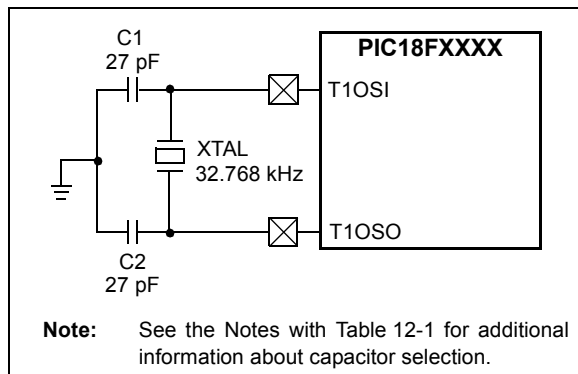 C1
27 pF
PIC18FXXXX
T1OSI
XTAL
32.768 kHz
T1OSO
C2
27 pF
Note: See the Notes with Table 12-1 for additional
information about capacitor selection.